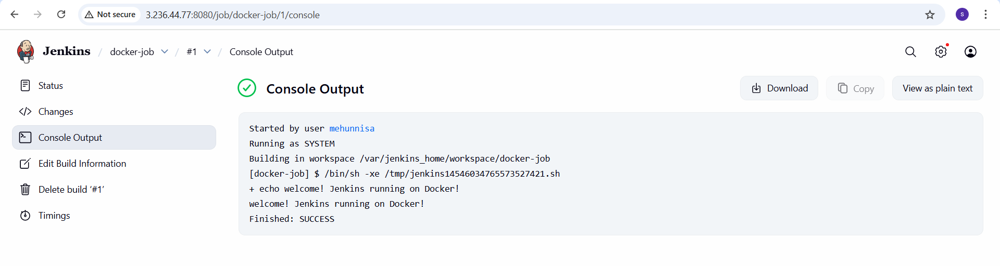 Not secure 3.236.44.77:8080/job/docker-job/1/console S
Jenkins / docker-job / #1 / Console Output
Status
Changes
Console Output
Edit Build Information
Delete build ‘#1’
Timings
Console Output
Download
Copy
View as plain text
Started by user mehunnisa
Running as SYSTEM
Building in workspace /var/jenkins_home/workspace/docker-job
[docker-job] $ /bin/sh -xe /tmp/jenkins14546034765573527421.sh
+ echo welcome! Jenkins running on Docker!
welcome! Jenkins running on Docker!
Finished: SUCCESS